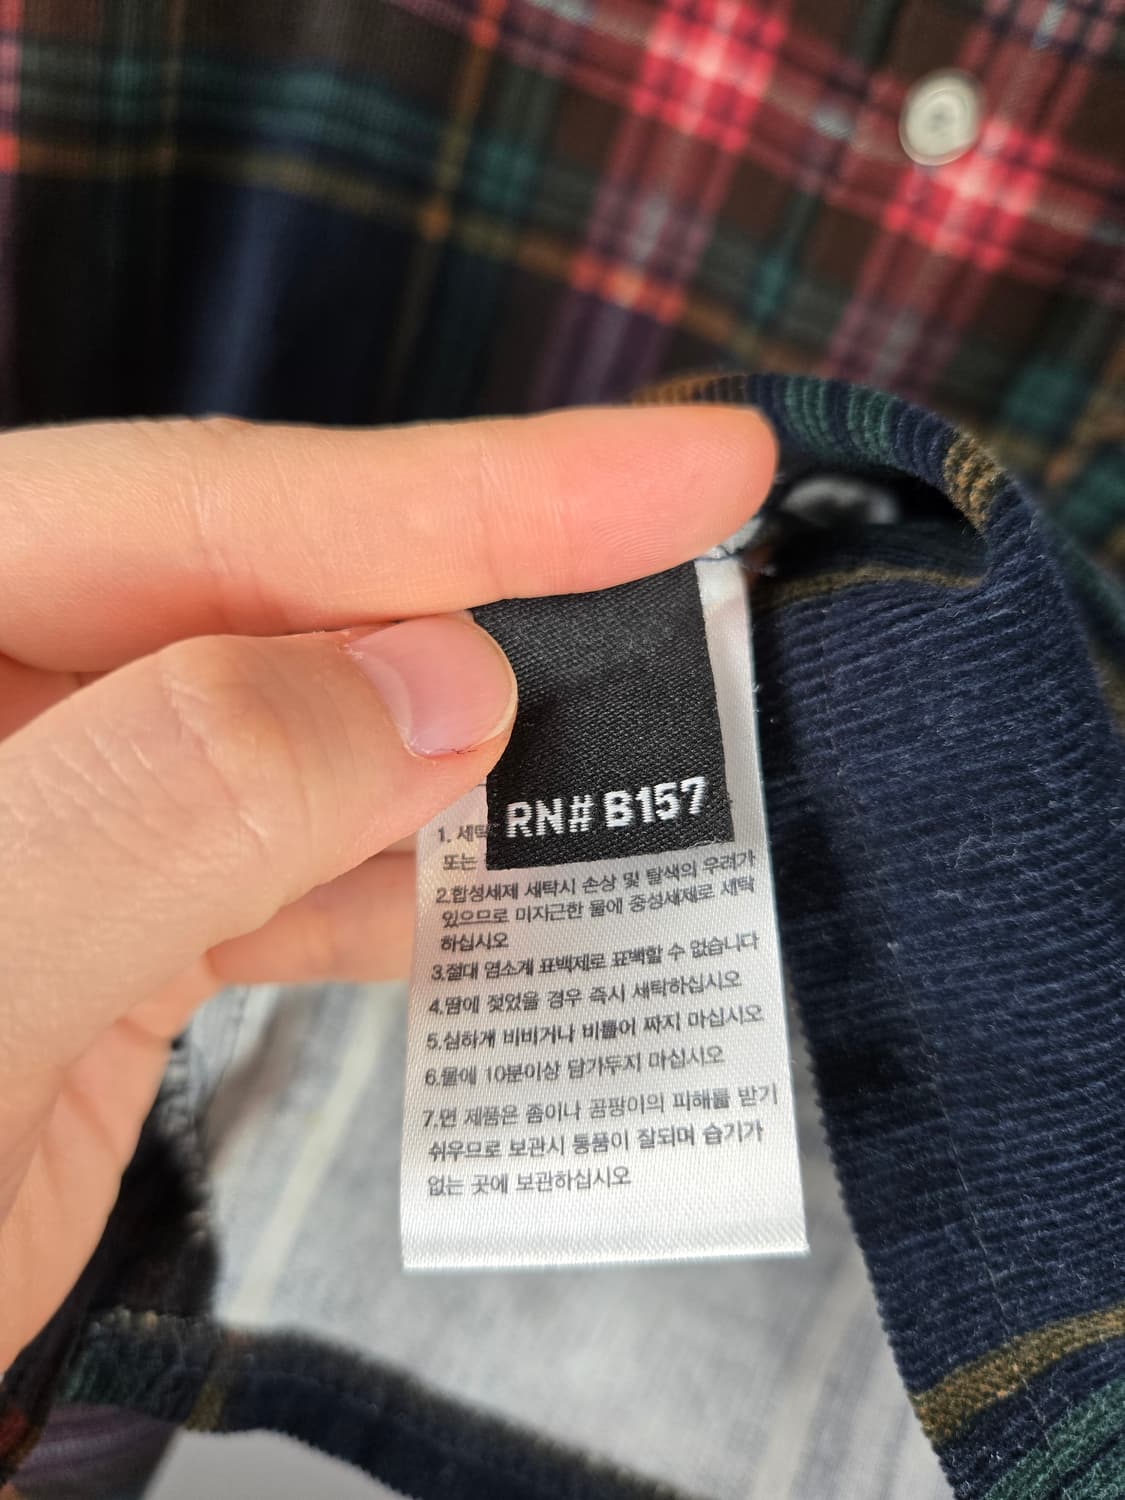 RN# B157
1. 세탁
또는
2.합성세제 세탁시 손상 및 탈색의 우려가
있으므로 미지근한 물에 중성세제로 세탁
하십시오
3.절대 염소계 표백제로 표백할 수 없습니다
4.땀에 젖었을 경우 즉시 세탁하십시오
5.심하게 비비거나 비틀어 짜지 마십시오
6.물에 10분이상 담가두지 마십시오
7.면 제품은 좀이나 곰팡이의 피해를 받기
쉬우므로 보관시 통풍이 잘되며 습기가
없는 곳에 보관하십시오